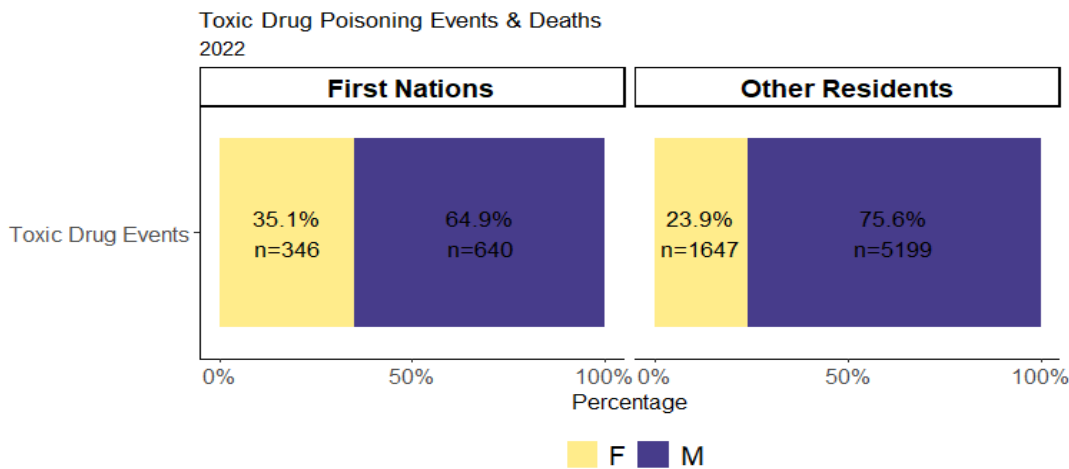 Toxic Drug Poisoning Events & Deaths
2022
First Nations
Other Residents
Toxic Drug Events
35.1%
n=346
64.9%
n=640
23.9%
n=1647
75.6%
n=5199
0%
50%
100%
0%
50%
100%
Percentage
F
M